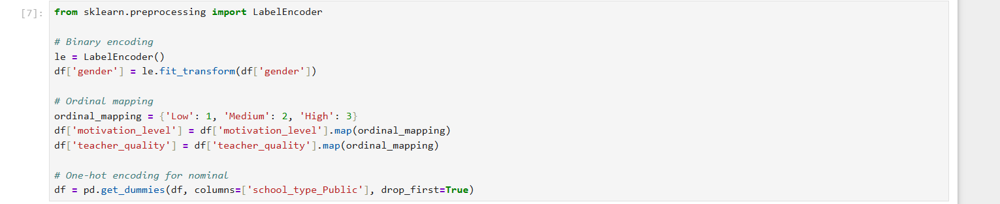 [7]: from sklearn.preprocessing import LabelEncoder
# Binary encoding
le = LabelEncoder()
df['gender'] = le.fit_transform(df['gender'])
# Ordinal mapping
ordinal_mapping = {'Low': 1, 'Medium': 2, 'High': 3}
df['motivation_level'] = df['motivation_level'].map(ordinal_mapping)
df['teacher_quality'] = df['teacher_quality'].map(ordinal_mapping)
# One-hot encoding for nominal
df = pd.get_dummies(df, columns=['school_type_Public'], drop_first=True)